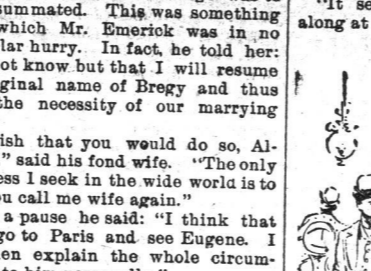 summated. This was something
which Mr. Emerick was in no
lar hurry. In fact, he told her:
ot know but that I will resume
ginal name of Bregy and thus
the necessity of our marrying
ish that you would do so, Al-
" said his fond wife. "The only
ess I seek in the wide world is to
u call me wife again."
a pause he said: "I think that
go to Paris and see Eugene. I
en explain the whole circum-
"It se
along at